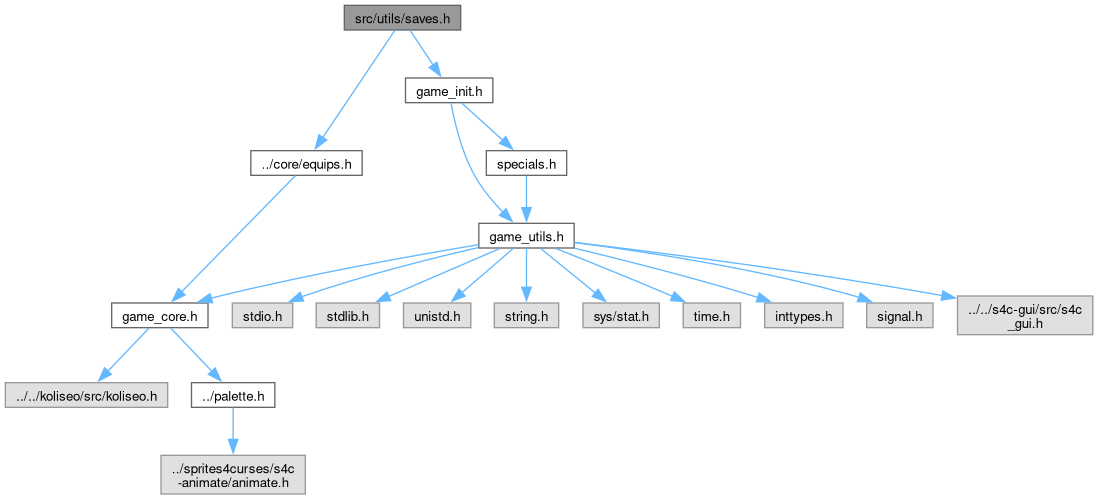 src/utils/saves.h
game_init.h
../core/equips.h
specials.h
game_utils.h
game_core.h
stdio.h
stdlib.h
unistd.h
string.h
sys/stat.h
time.h
inttypes.h
signal.h
../../s4c-gui/src/s4c
_gui.h
../../koliseo/src/koliseo.h
../palette.h
../sprites4curses/s4c
-animate/animate.h